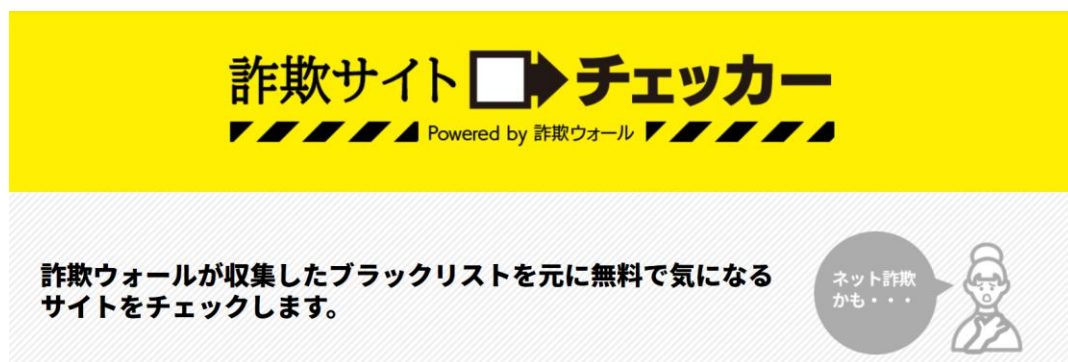 詐欺サイト チェッカー
Powered by 詐欺ウォール
詐欺ウォールが収集したブラックリストを元に無料で気になる
サイトをチェックします。
ネット詐欺
かも・・・